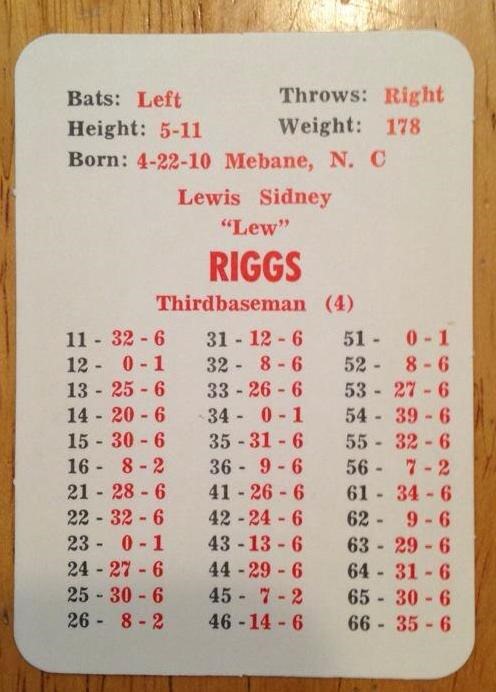 Bats: Left Throws: Right
Height: 5-11 Weight: 178
Born: 4-22-10 Mebane, N. C
Lewis Sidney
“Lew”
RIGGS
Thirdbaseman (4)
11 - 32 - 6 31 - 12 - 6 51 - 0 - 1
12 - 0 - 1 32 - 8 - 6 52 - 8 - 6
13 - 25 - 6 33 - 26 - 6 53 - 27 - 6
14 - 20 - 6 34 - 0 - 1 54 - 39 - 6
15 - 30 - 6 35 - 31 - 6 55 - 32 - 6
16 - 8 - 2 36 - 9 - 6 56 - 7 - 2
21 - 28 - 6 41 - 26 - 6 61 - 34 - 6
22 - 32 - 6 42 - 24 - 6 62 - 9 - 6
23 - 0 - 1 43 - 13 - 6 63 - 29 - 6
24 - 27 - 6 44 - 29 - 6 64 - 31 - 6
25 - 30 - 6 45 - 7 - 2 65 - 30 - 6
26 - 8 - 2 46 - 14 - 6 66 - 35 - 6